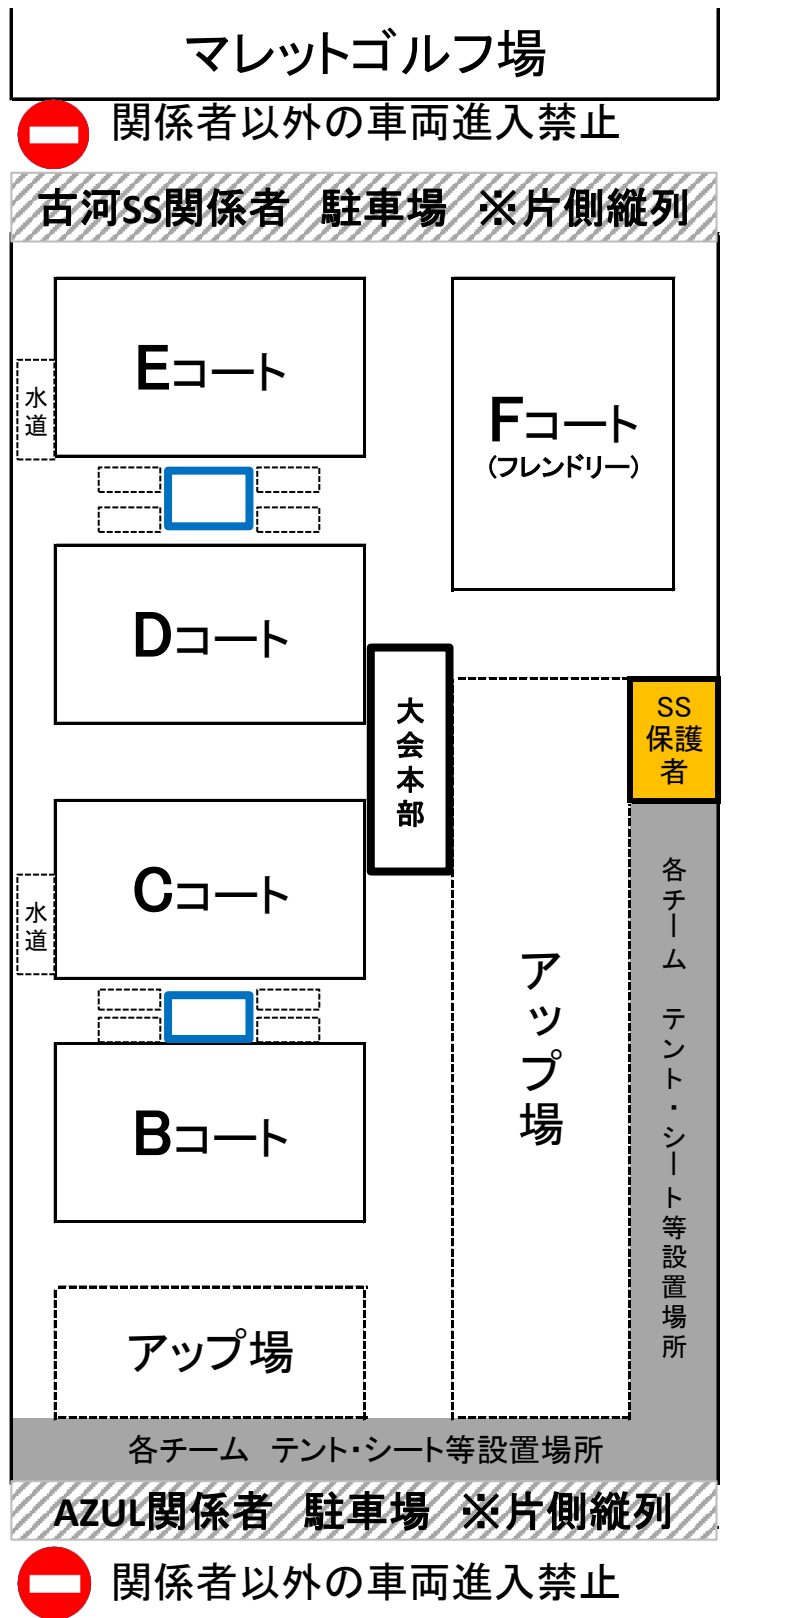 マレットゴルフ場
関係者以外の車両進入禁止
古河SS関係者　駐車場　※片側縦列
Eコート
水道
Fコート
(フレンドリー)
Dコート
大会本部
SS
保護
者
Cコート
水道
各チーム　テント・シート等設置場所
アップ場
Bコート
アップ場
各チーム　テント・シート等設置場所
AZUL関係者　駐車場　※片側縦列
関係者以外の車両進入禁止